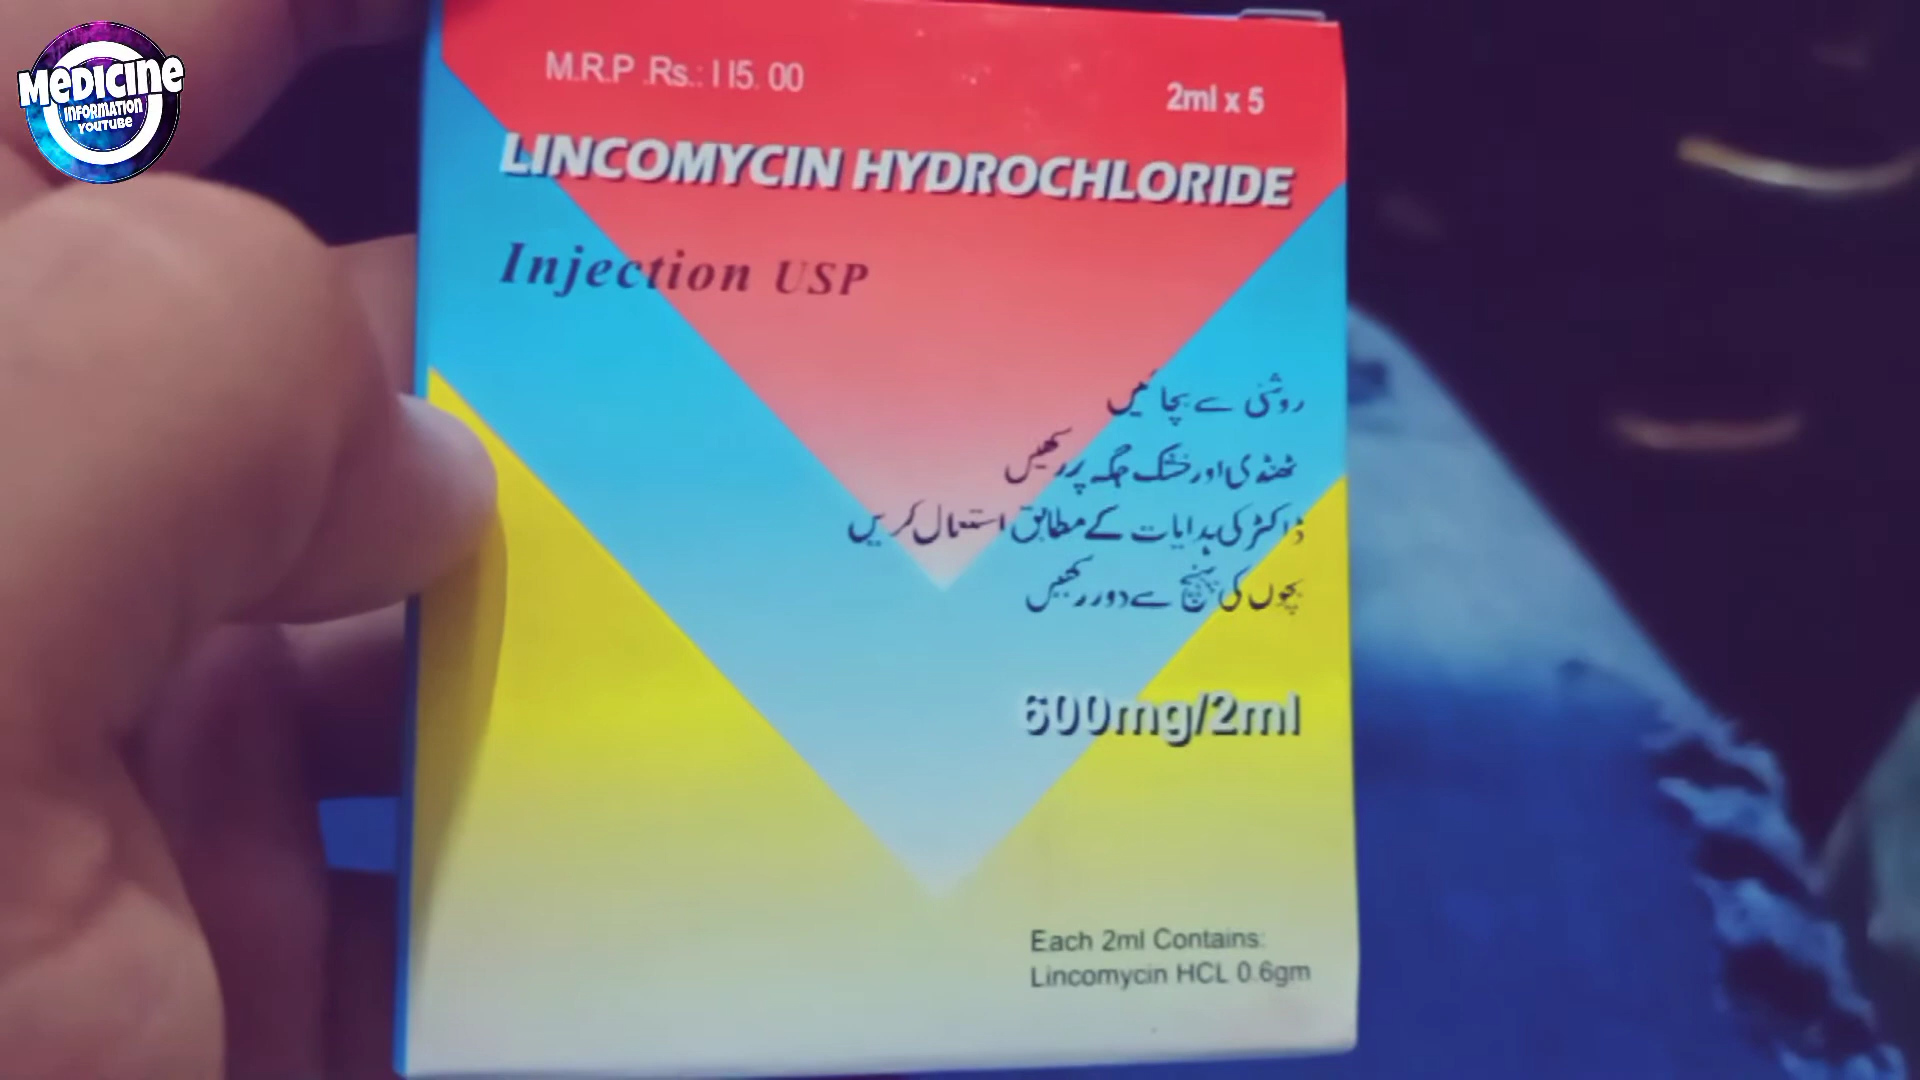 MEDICINE
INFORMATION
YOUTUBE
M.R.P .Rs.: 115. 00
2ml x 5
LINCOMYCIN HYDROCHLORIDE
Injection USP
روشنی سے بچائیں
ٹھنڈی اور خشک جگہ پر رکھیں
ڈاکٹر کی ہدایات کے مطابق استعمال کریں
بچوں کی پہنچ سے دور رکھیں
600mg/2ml
Each 2ml Contains:
Lincomycin HCL 0.6gm